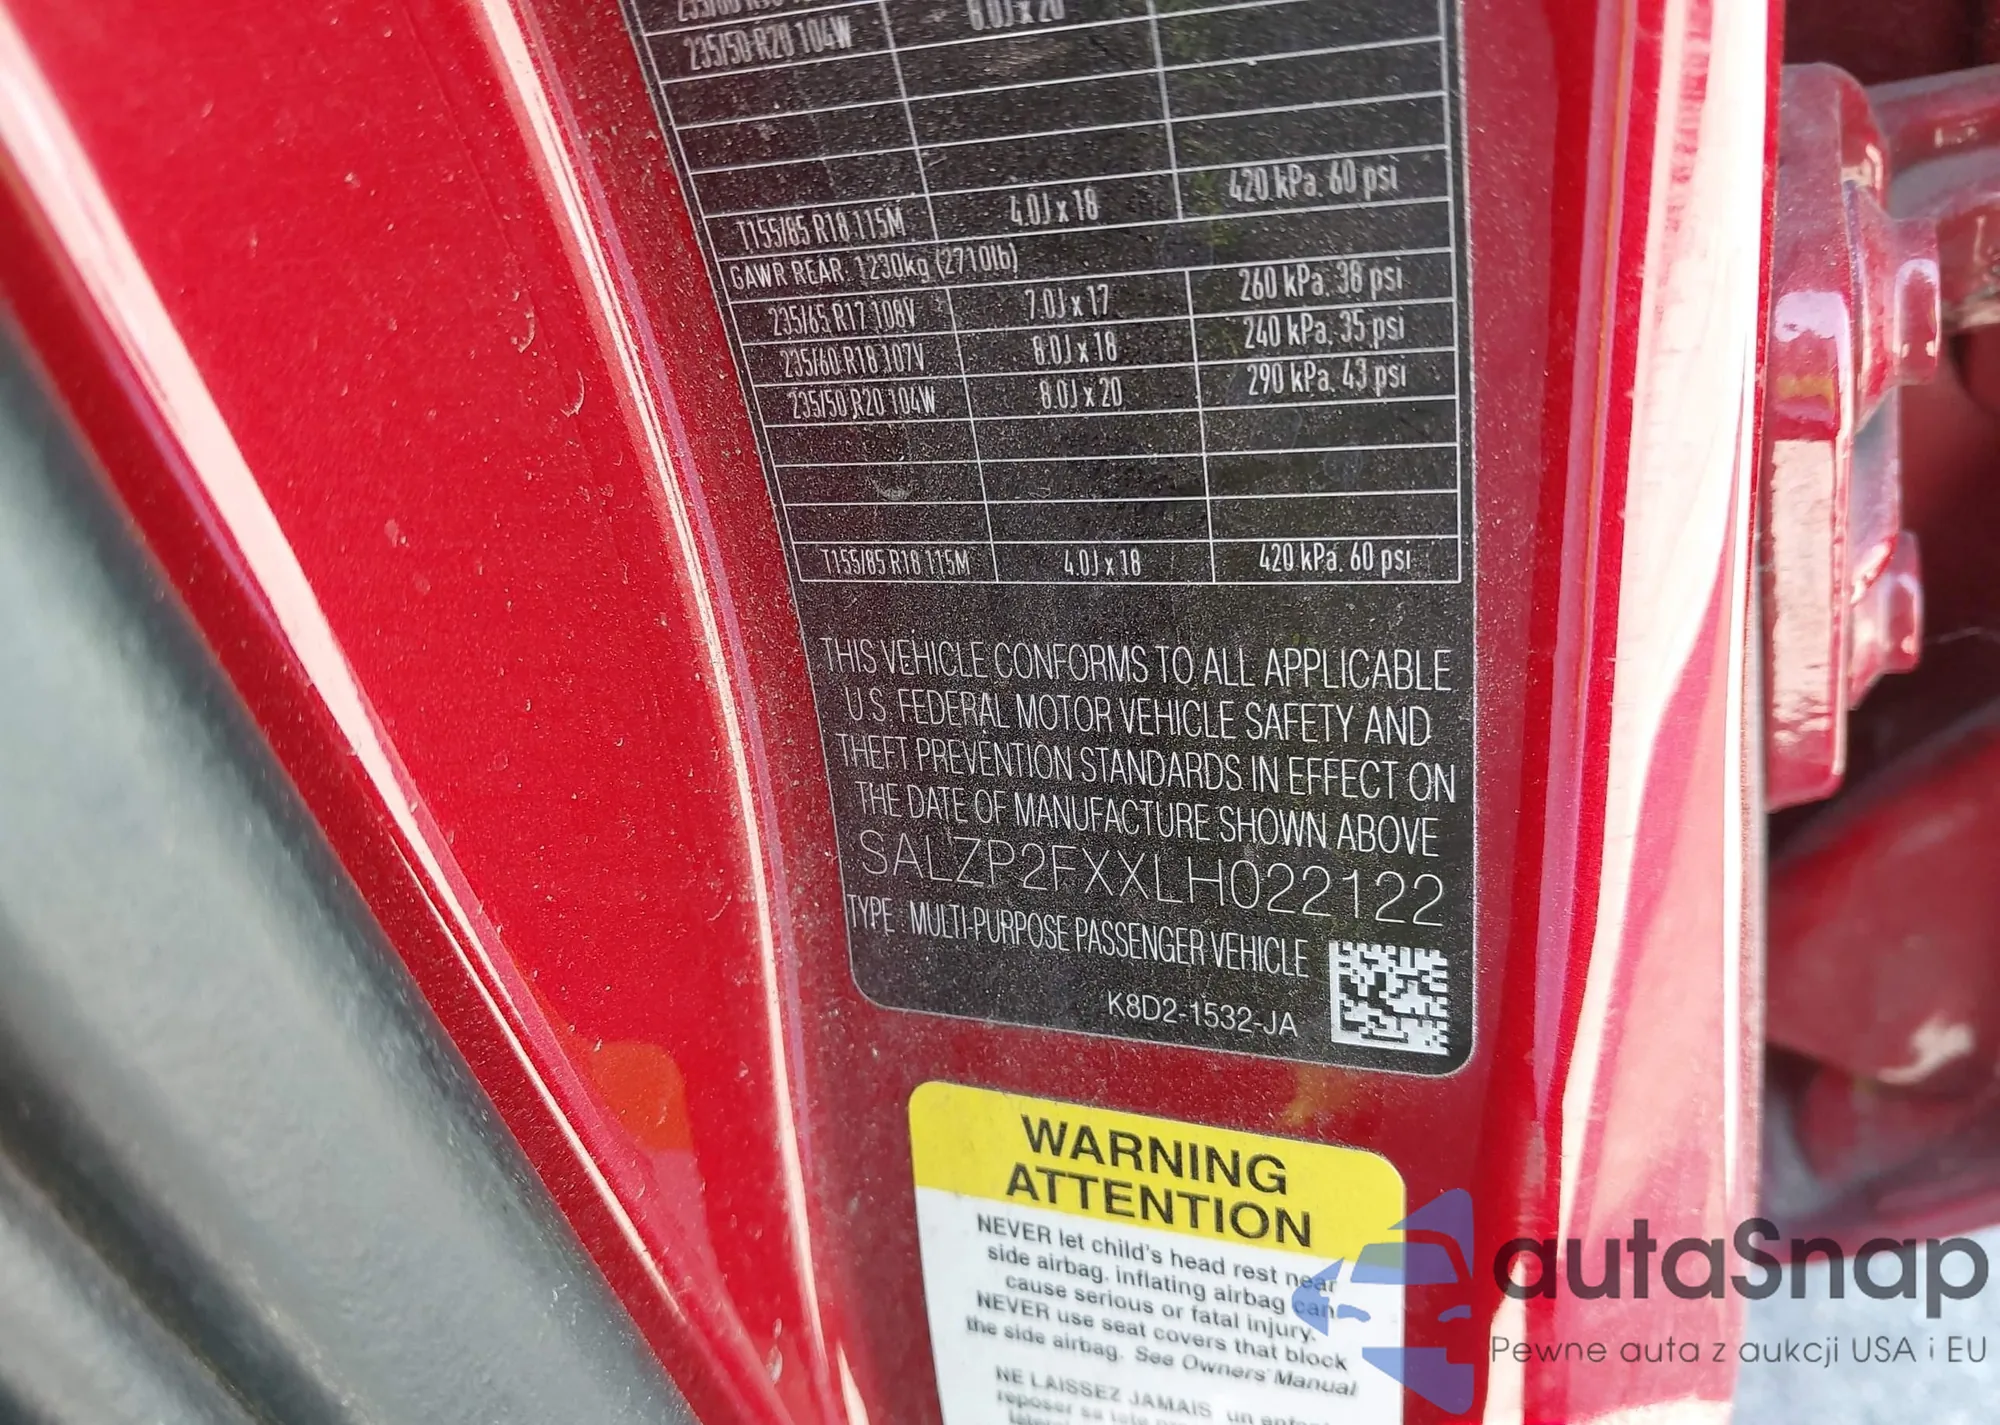 235/50 R20 104W 8.0J x 20
T155/85 R18 115M 4.0J x 18 420 kPa. 60 psi
GAWR REAR: 1230kg (2710lb)
235/65 R17 108V 7.0J x 17 260 kPa. 38 psi
235/60 R18 107V 8.0J x 18 240 kPa. 35 psi
235/50 R20 104W 8.0J x 20 290 kPa. 43 psi
T155/85 R18 115M 4.0J x 18 420 kPa. 60 psi
THIS VEHICLE CONFORMS TO ALL APPLICABLE
U.S. FEDERAL MOTOR VEHICLE SAFETY AND
THEFT PREVENTION STANDARDS IN EFFECT ON
THE DATE OF MANUFACTURE SHOWN ABOVE
SALZP2FXXLH022122
TYPE : MULTI-PURPOSE PASSENGER VEHICLE
K8D2-1532-JA
WARNING
ATTENTION
NEVER let child's head rest near
side airbag, inflating airbag can
cause serious or fatal injury.
NEVER use seat covers that block
the side airbag. See Owners' Manual
NE LAISSEZ JAMAIS un
reposer sa tete
autaSnap
Pewne auta z aukcji USA i EU